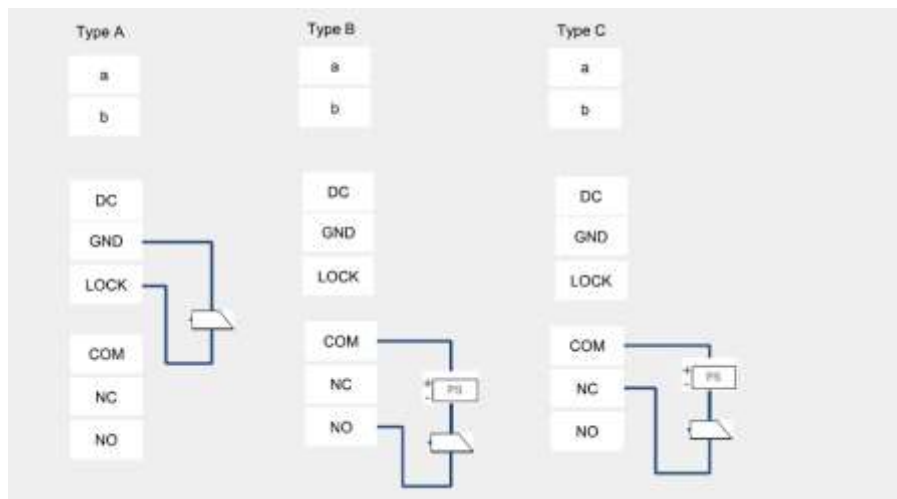 Type A
a
b
DC
GND
LOCK
COM
NC
NO
Type B
a
b
DC
GND
LOCK
COM
NC
NO
+
-
PS
Type C
a
b
DC
GND
LOCK
COM
NC
NO
+
-
PS